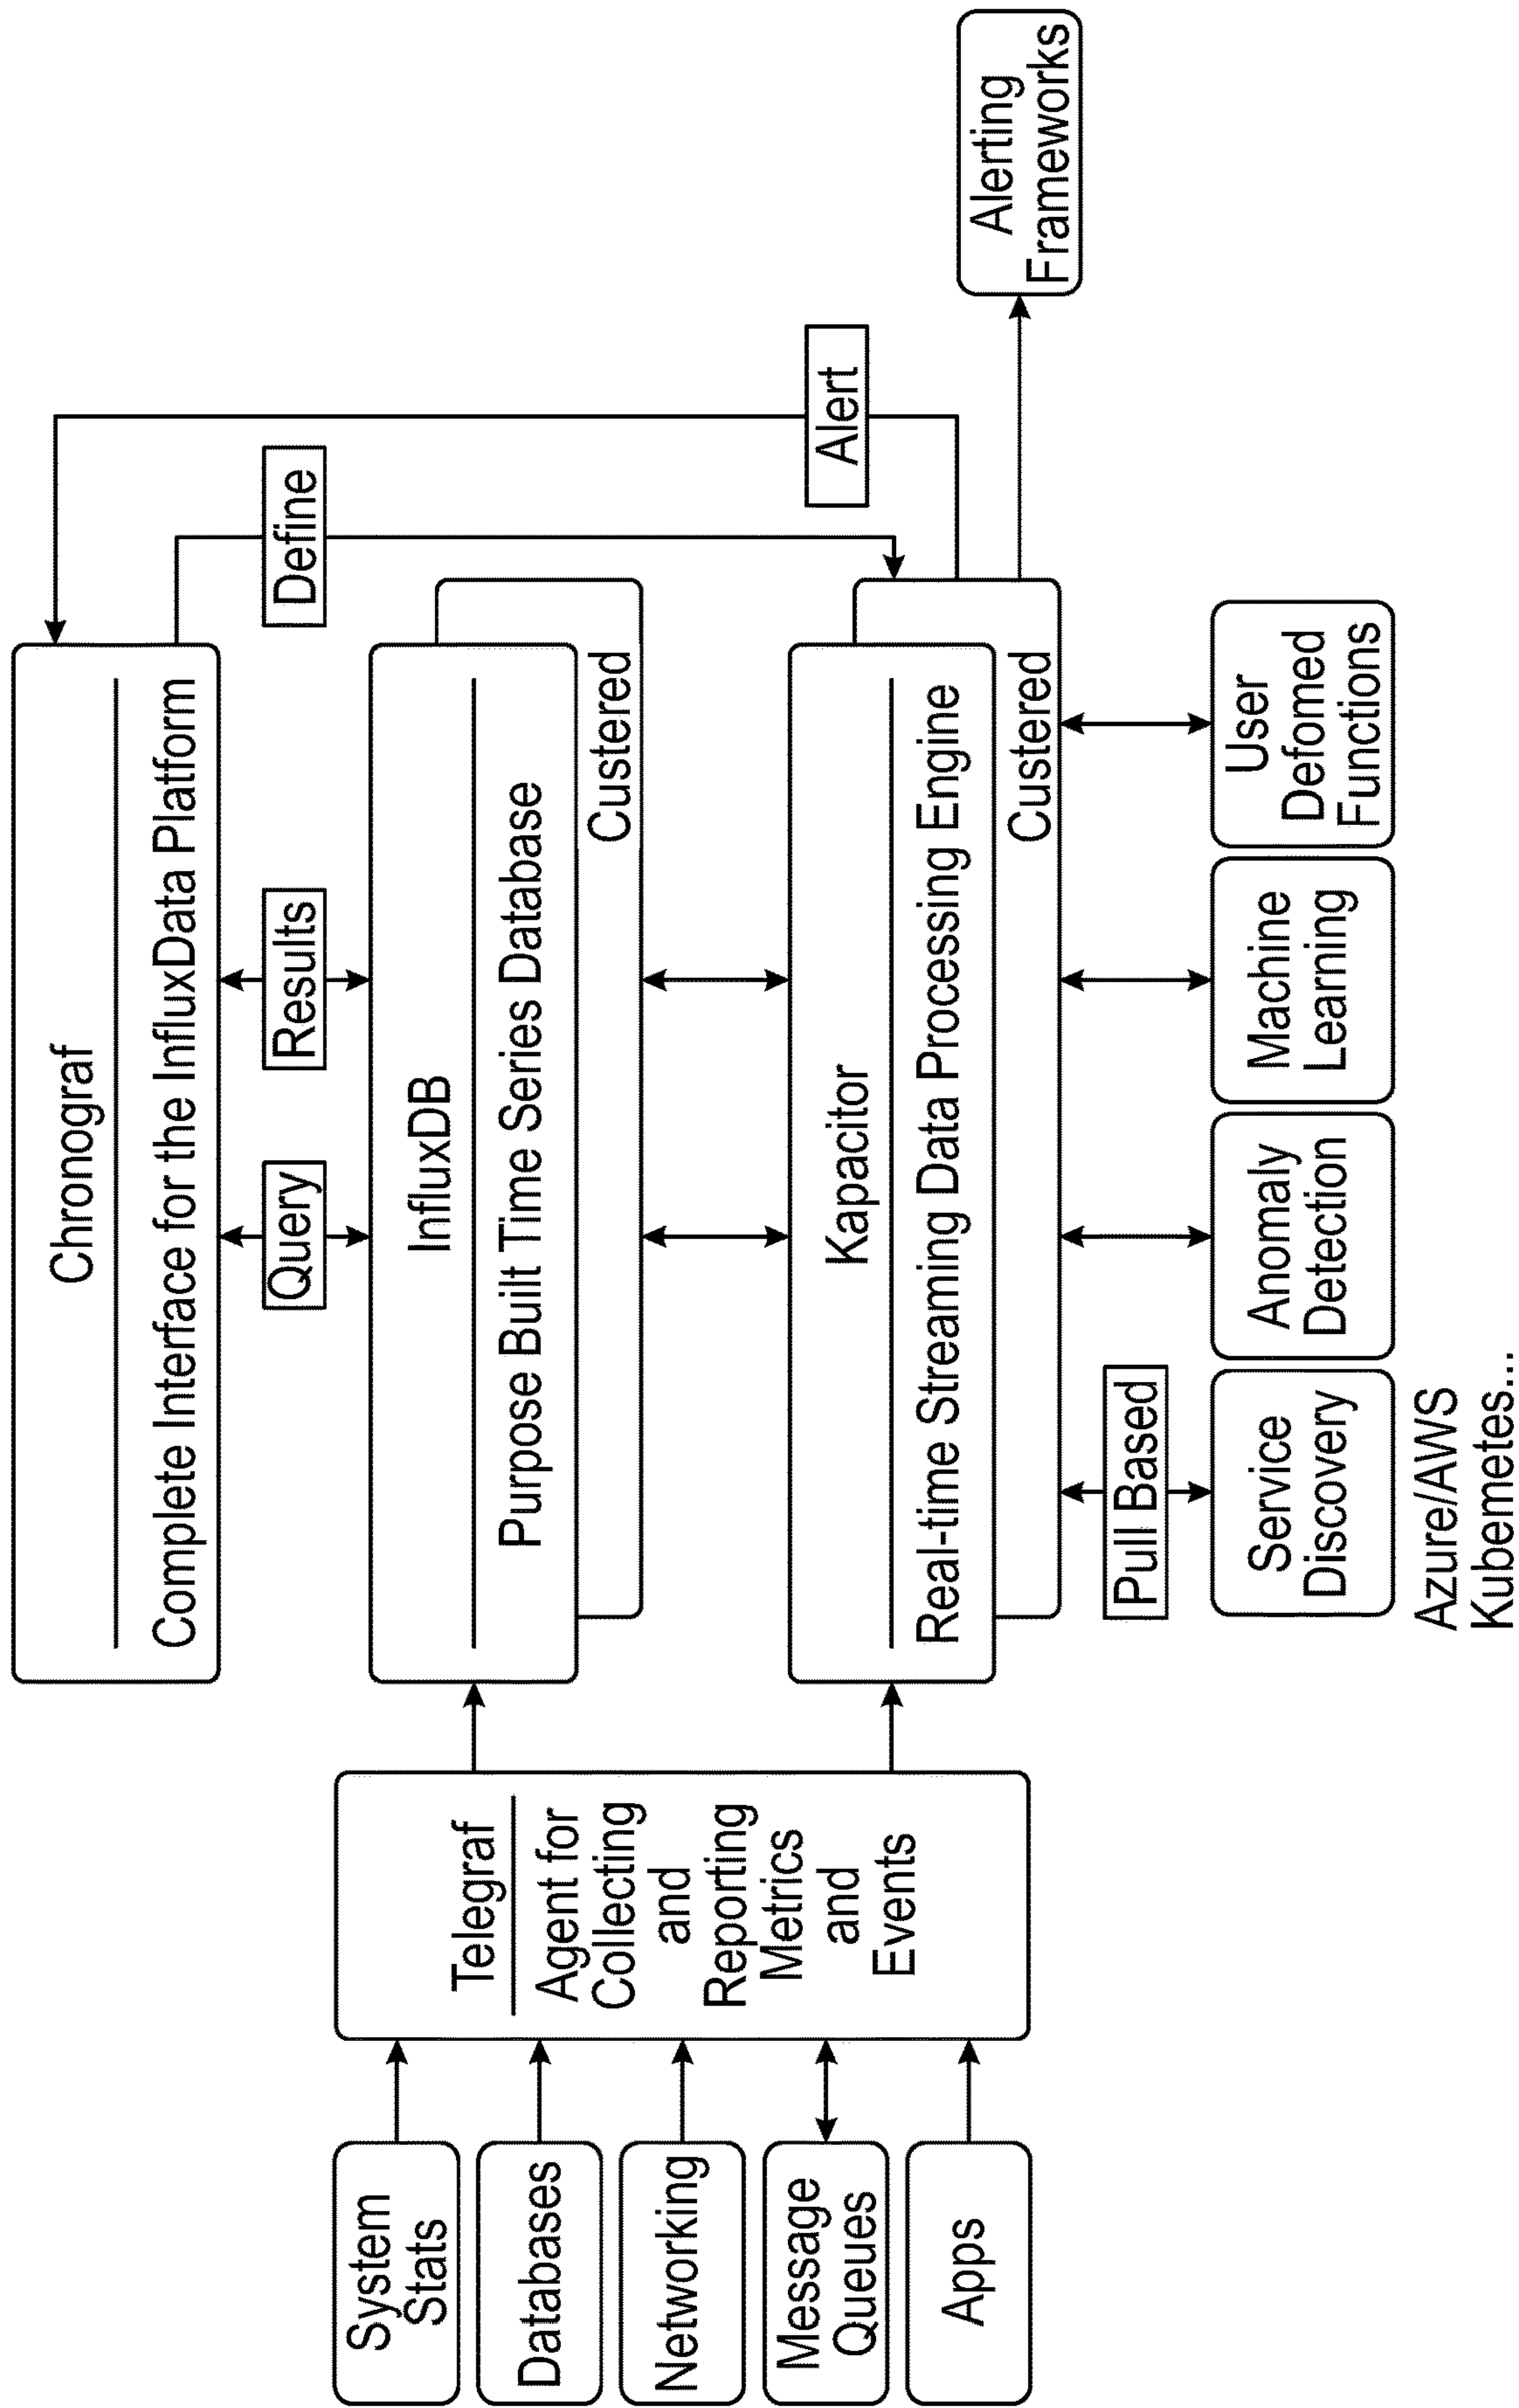 System
Stats
Databases
Networking
Message
Queues
Apps
Telegraf
Agent for
Collecting
and
Reporting
Metrics
and
Events
Chronograf
Complete Interface for the InfluxData Platform
Query
Results
Define
InfluxDB
Purpose Built Time Series Database
Custered
Alert
Kapacitor
Real-time Streaming Data Processing Engine
Custered
Alerting
Frameworks
Pull Based
Service
Discovery
Anomaly
Detection
Machine
Learning
User
Defomed
Functions
Azure/AWS
Kubemetes...